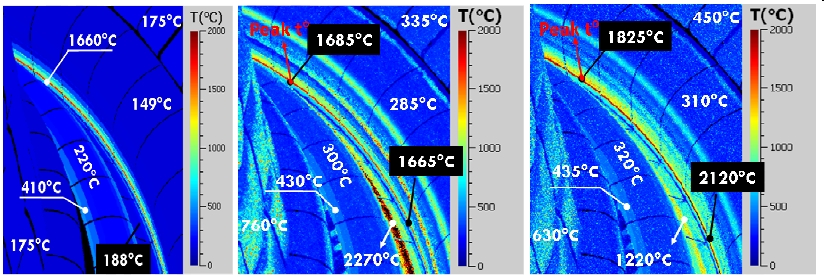 175°C
1660°C
149°C
220°C
410°C
175°C
188°C
T(°C)
2000
1500
1000
500
0
335°C
Peak t°
1685°C
285°C
300°C
1665°C
430°C
760°C
2270°C
T(°C)
2000
1500
1000
500
0
450°C
Peak t°
1825°C
310°C
320°C
435°C
2120°C
630°C
1220°C
T(°C)
2000
1500
1000
500
0